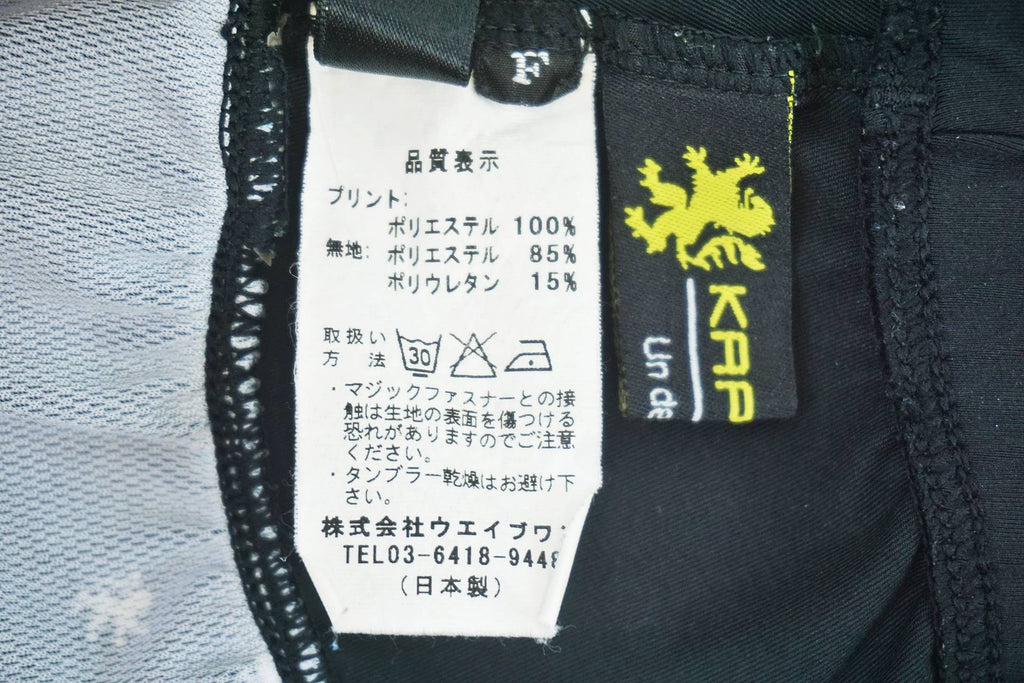 F
品質表示
プリント:
ポリエステル 100%
無地: ポリエステル 85%
ポリウレタン 15%
取扱い
方 法
30
・マジックファスナーとの接
触は生地の表面を傷つける
恐れがありますのでご注意
ください。
・タンブラー乾燥はお避け下
さい。
株式会社ウエイブワ
TEL03-6418-9448
(日本製)
KAP
Unde